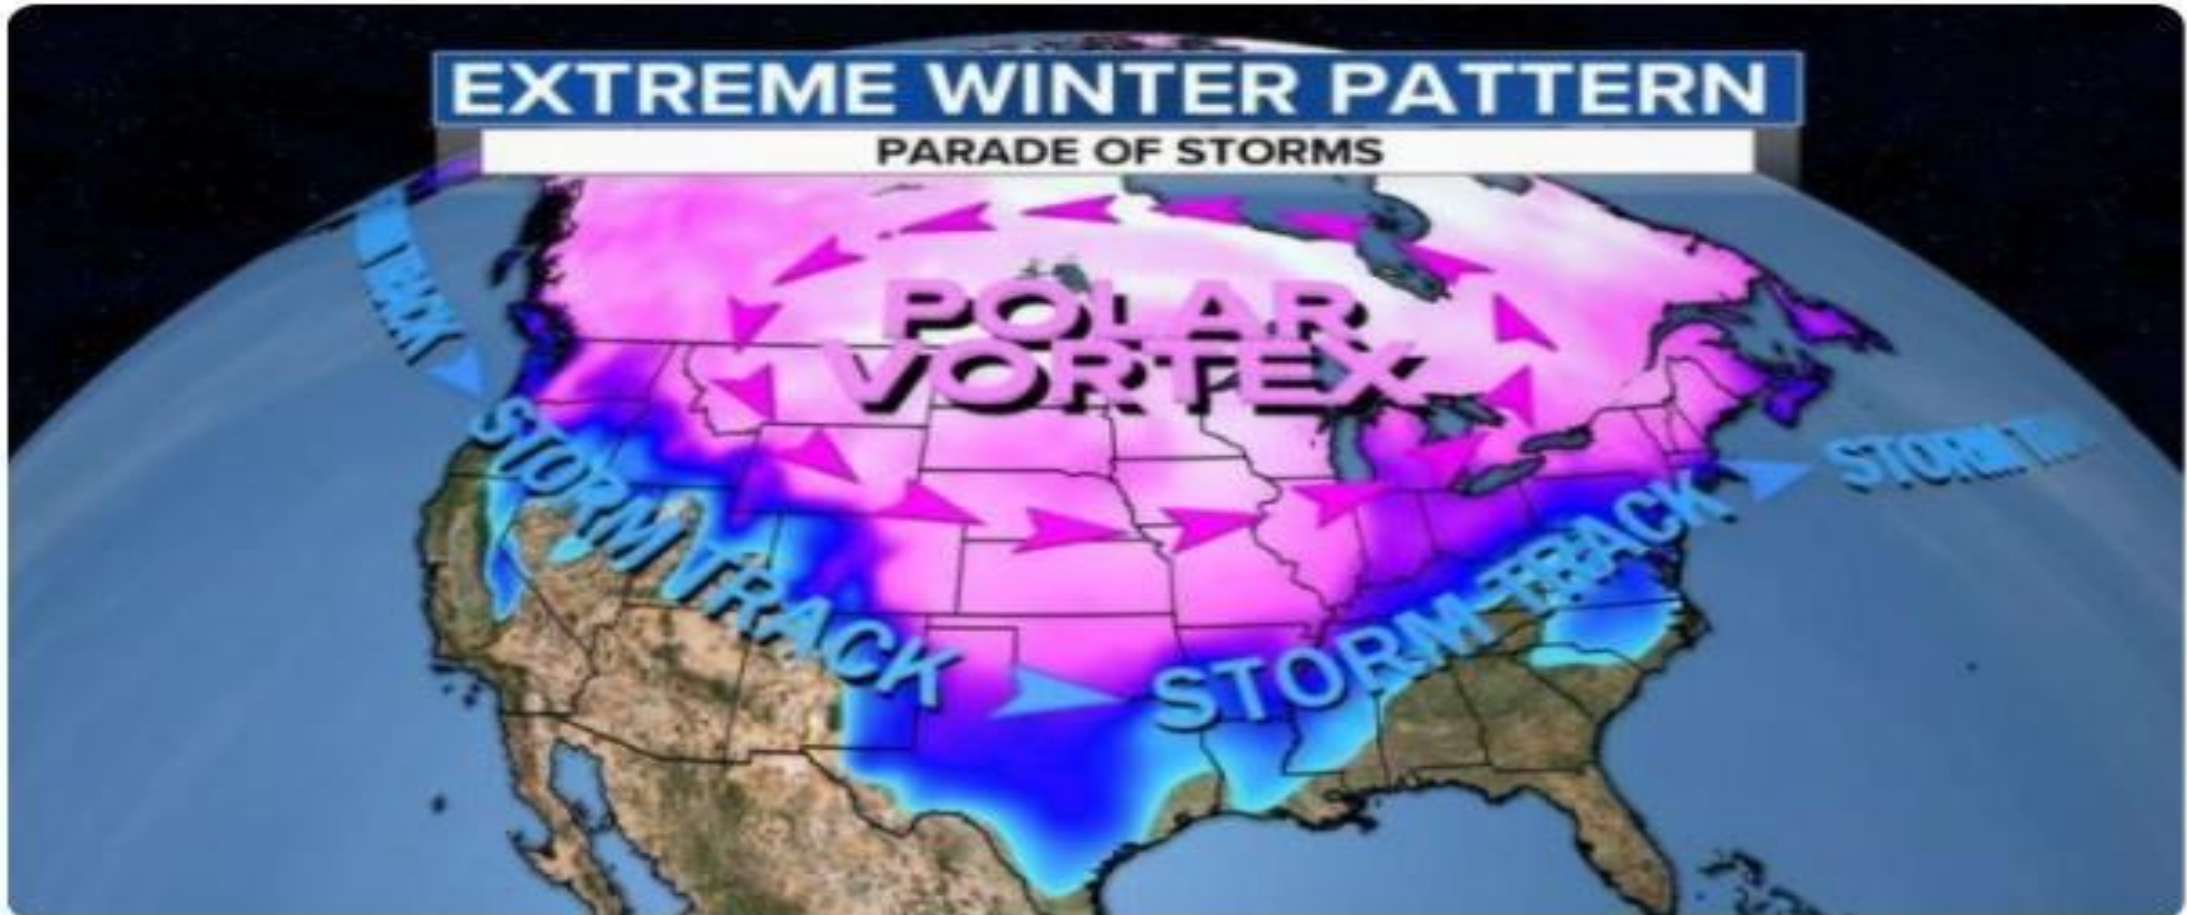 EXTREME WINTER PATTERN
PARADE OF STORMS
TRACK
POLAR
VORTEX
STORM TRACK
STORM TRACK
STORM